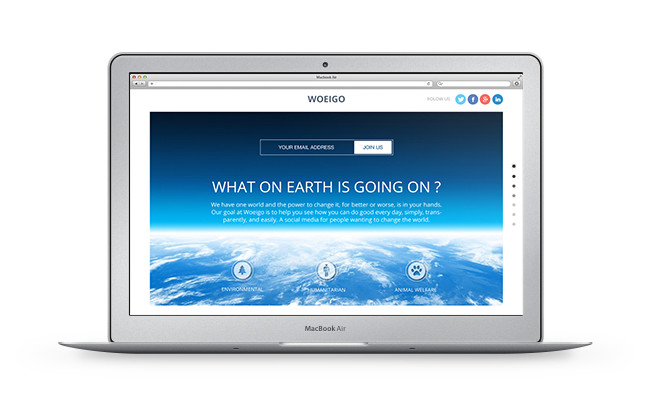 Macbook Air
WOEIGO
FOLLOW US
YOUR EMAIL ADDRESS
JOIN US
WHAT ON EARTH IS GOING ON ?
We have one world and the power to change it, for better or worse, is in your hands.
Our goal at Woeigo is to help you see how you can do good every day, simply, trans-
parently, and easily. A social media for people wanting to change the world.
ENVIRONMENTAL
HUMANITARIAN
ANIMAL WELFARE
MacBook Air